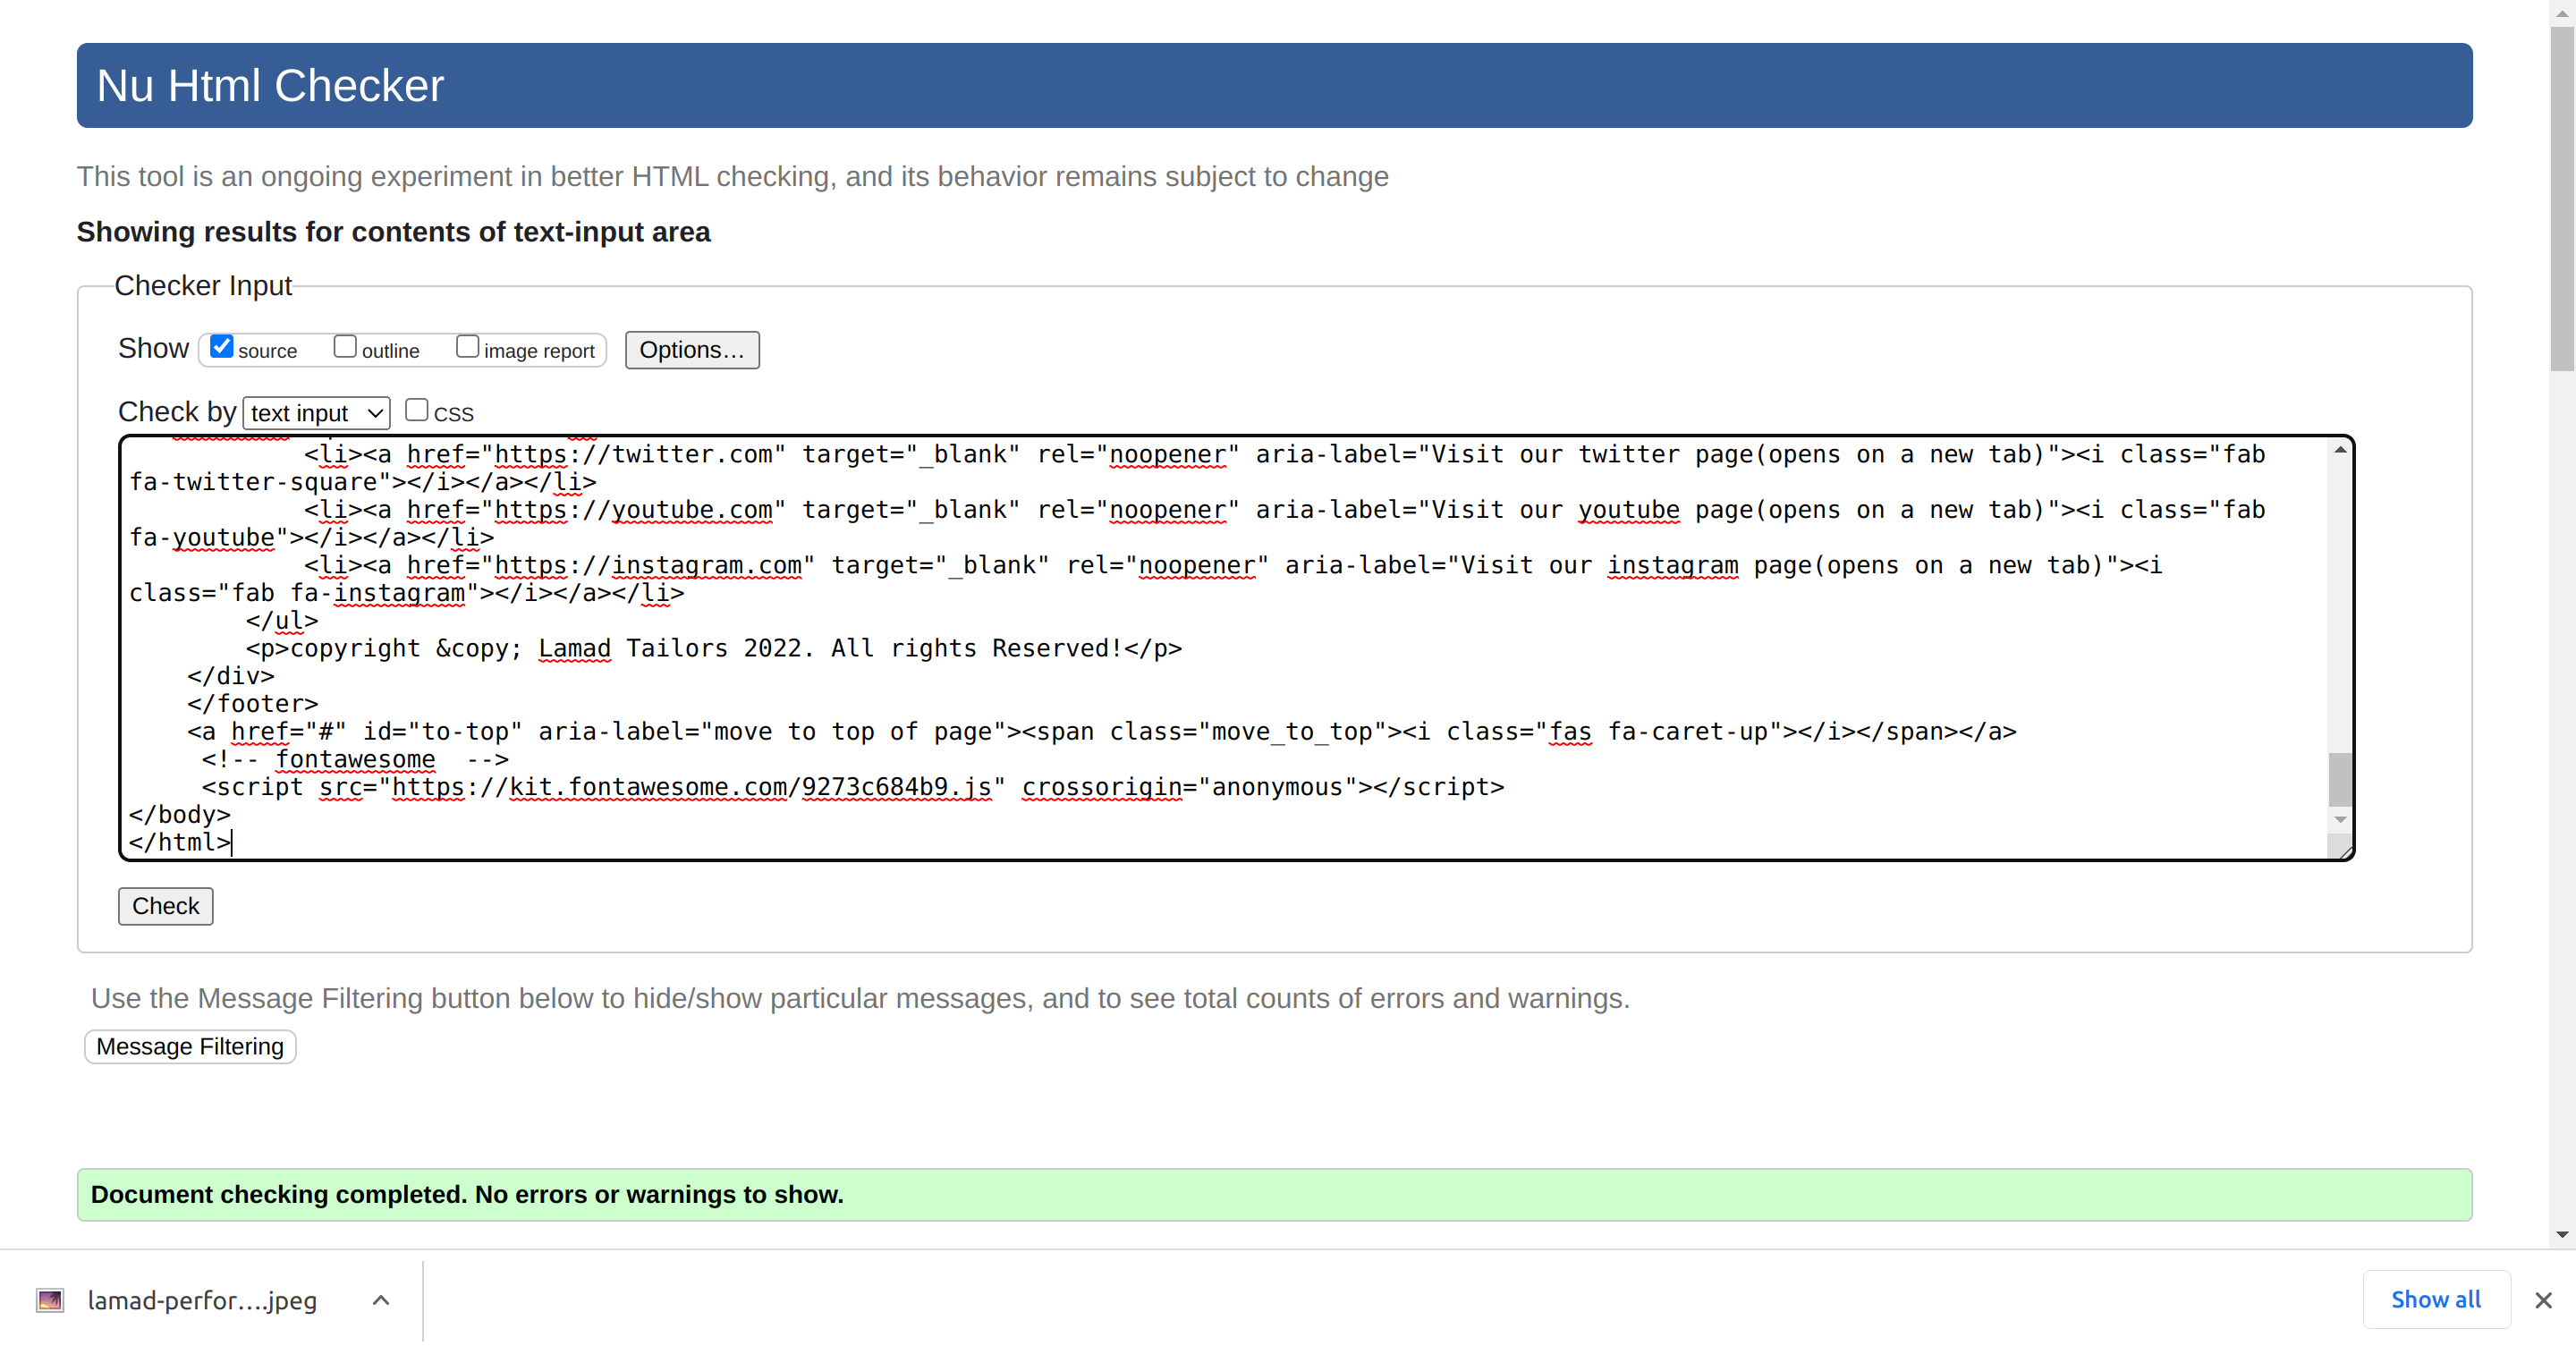 Nu Html Checker
This tool is an ongoing experiment in better HTML checking, and its behavior remains subject to change
Showing results for contents of text-input area
Checker Input
Show source outline image report Options…
Check by text input CSS
<li><a href="https://twitter.com" target="_blank" rel="noopener" aria-label="Visit our twitter page(opens on a new tab)"><i class="fab
fa-twitter-square"></i></a></li>
<li><a href="https://youtube.com" target="_blank" rel="noopener" aria-label="Visit our youtube page(opens on a new tab)"><i class="fab
fa-youtube"></i></a></li>
<li><a href="https://instagram.com" target="_blank" rel="noopener" aria-label="Visit our instagram page(opens on a new tab)"><i
class="fab fa-instagram"></i></a></li>
</ul>
<p>copyright &copy; Lamad Tailors 2022. All rights Reserved!</p>
</div>
</footer>
<a href="#" id="to-top" aria-label="move to top of page"><span class="move_to_top"><i class="fas fa-caret-up"></i></span></a>
<!-- fontawesome  -->
<script src="https://kit.fontawesome.com/9273c684b9.js" crossorigin="anonymous"></script>
</body>
</html>
Check
Use the Message Filtering button below to hide/show particular messages, and to see total counts of errors and warnings.
Message Filtering
Document checking completed. No errors or warnings to show.
lamad-perfor....jpeg
Show all